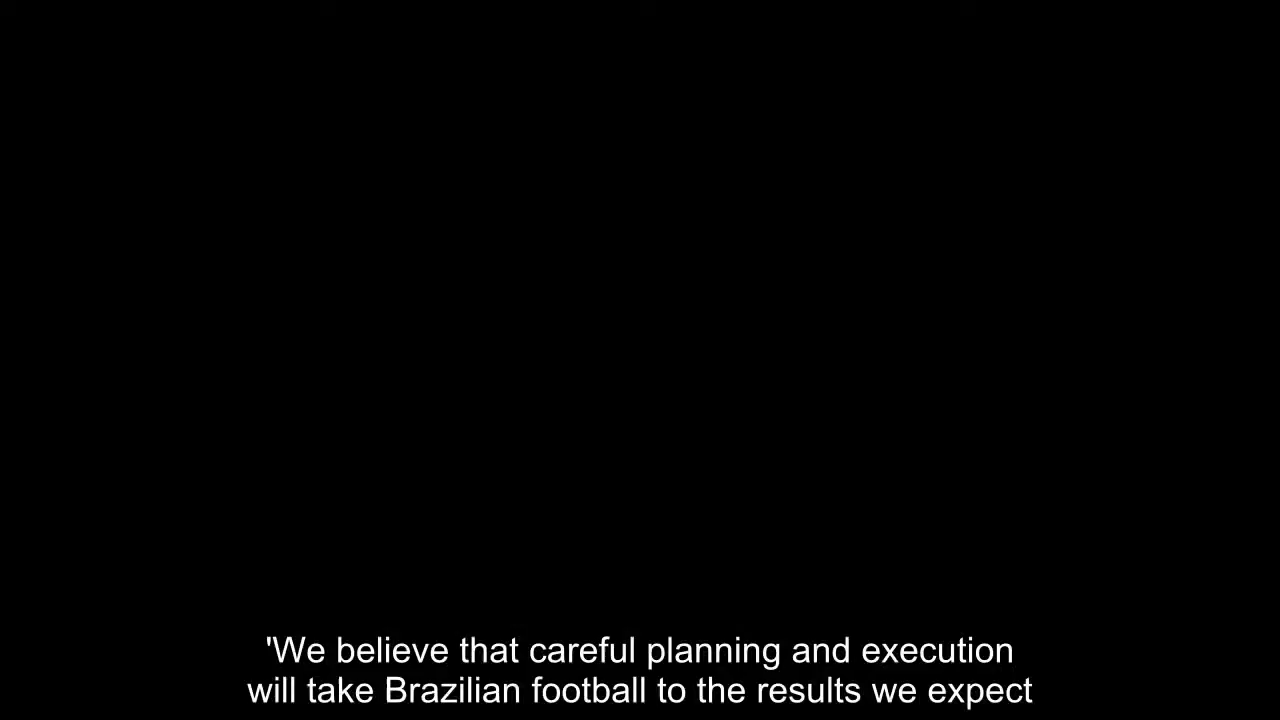 'We believe that careful planning and execution
will take Brazilian football to the results we expect